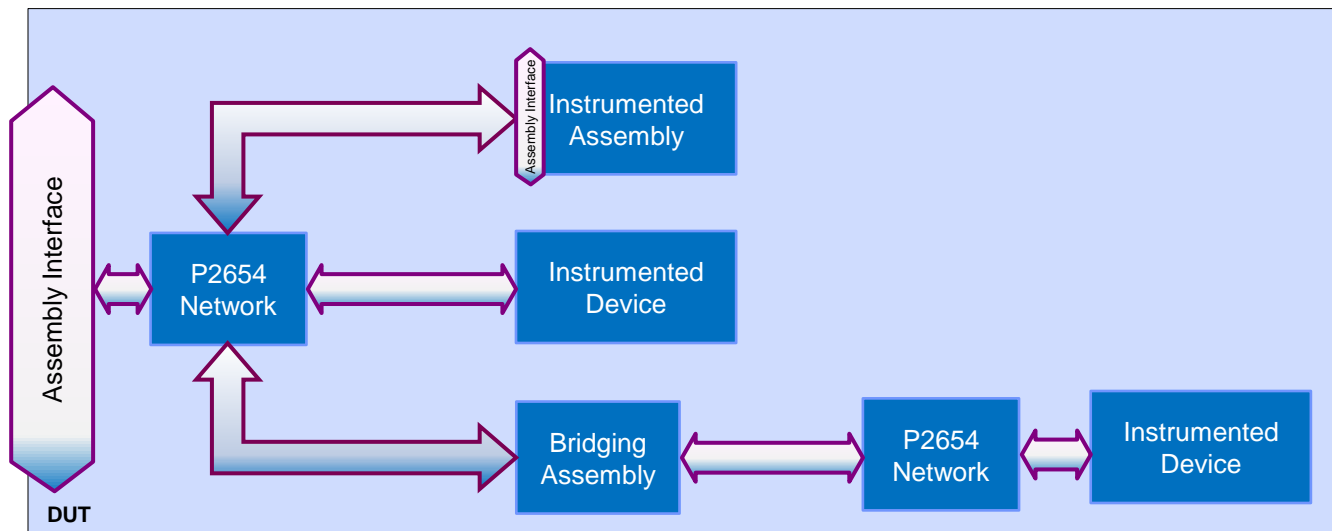 Assembly Interface
Assembly Interface
Instrumented
Assembly
P2654
Network
Instrumented
Device
Bridging
Assembly
P2654
Network
Instrumented
Device
DUT